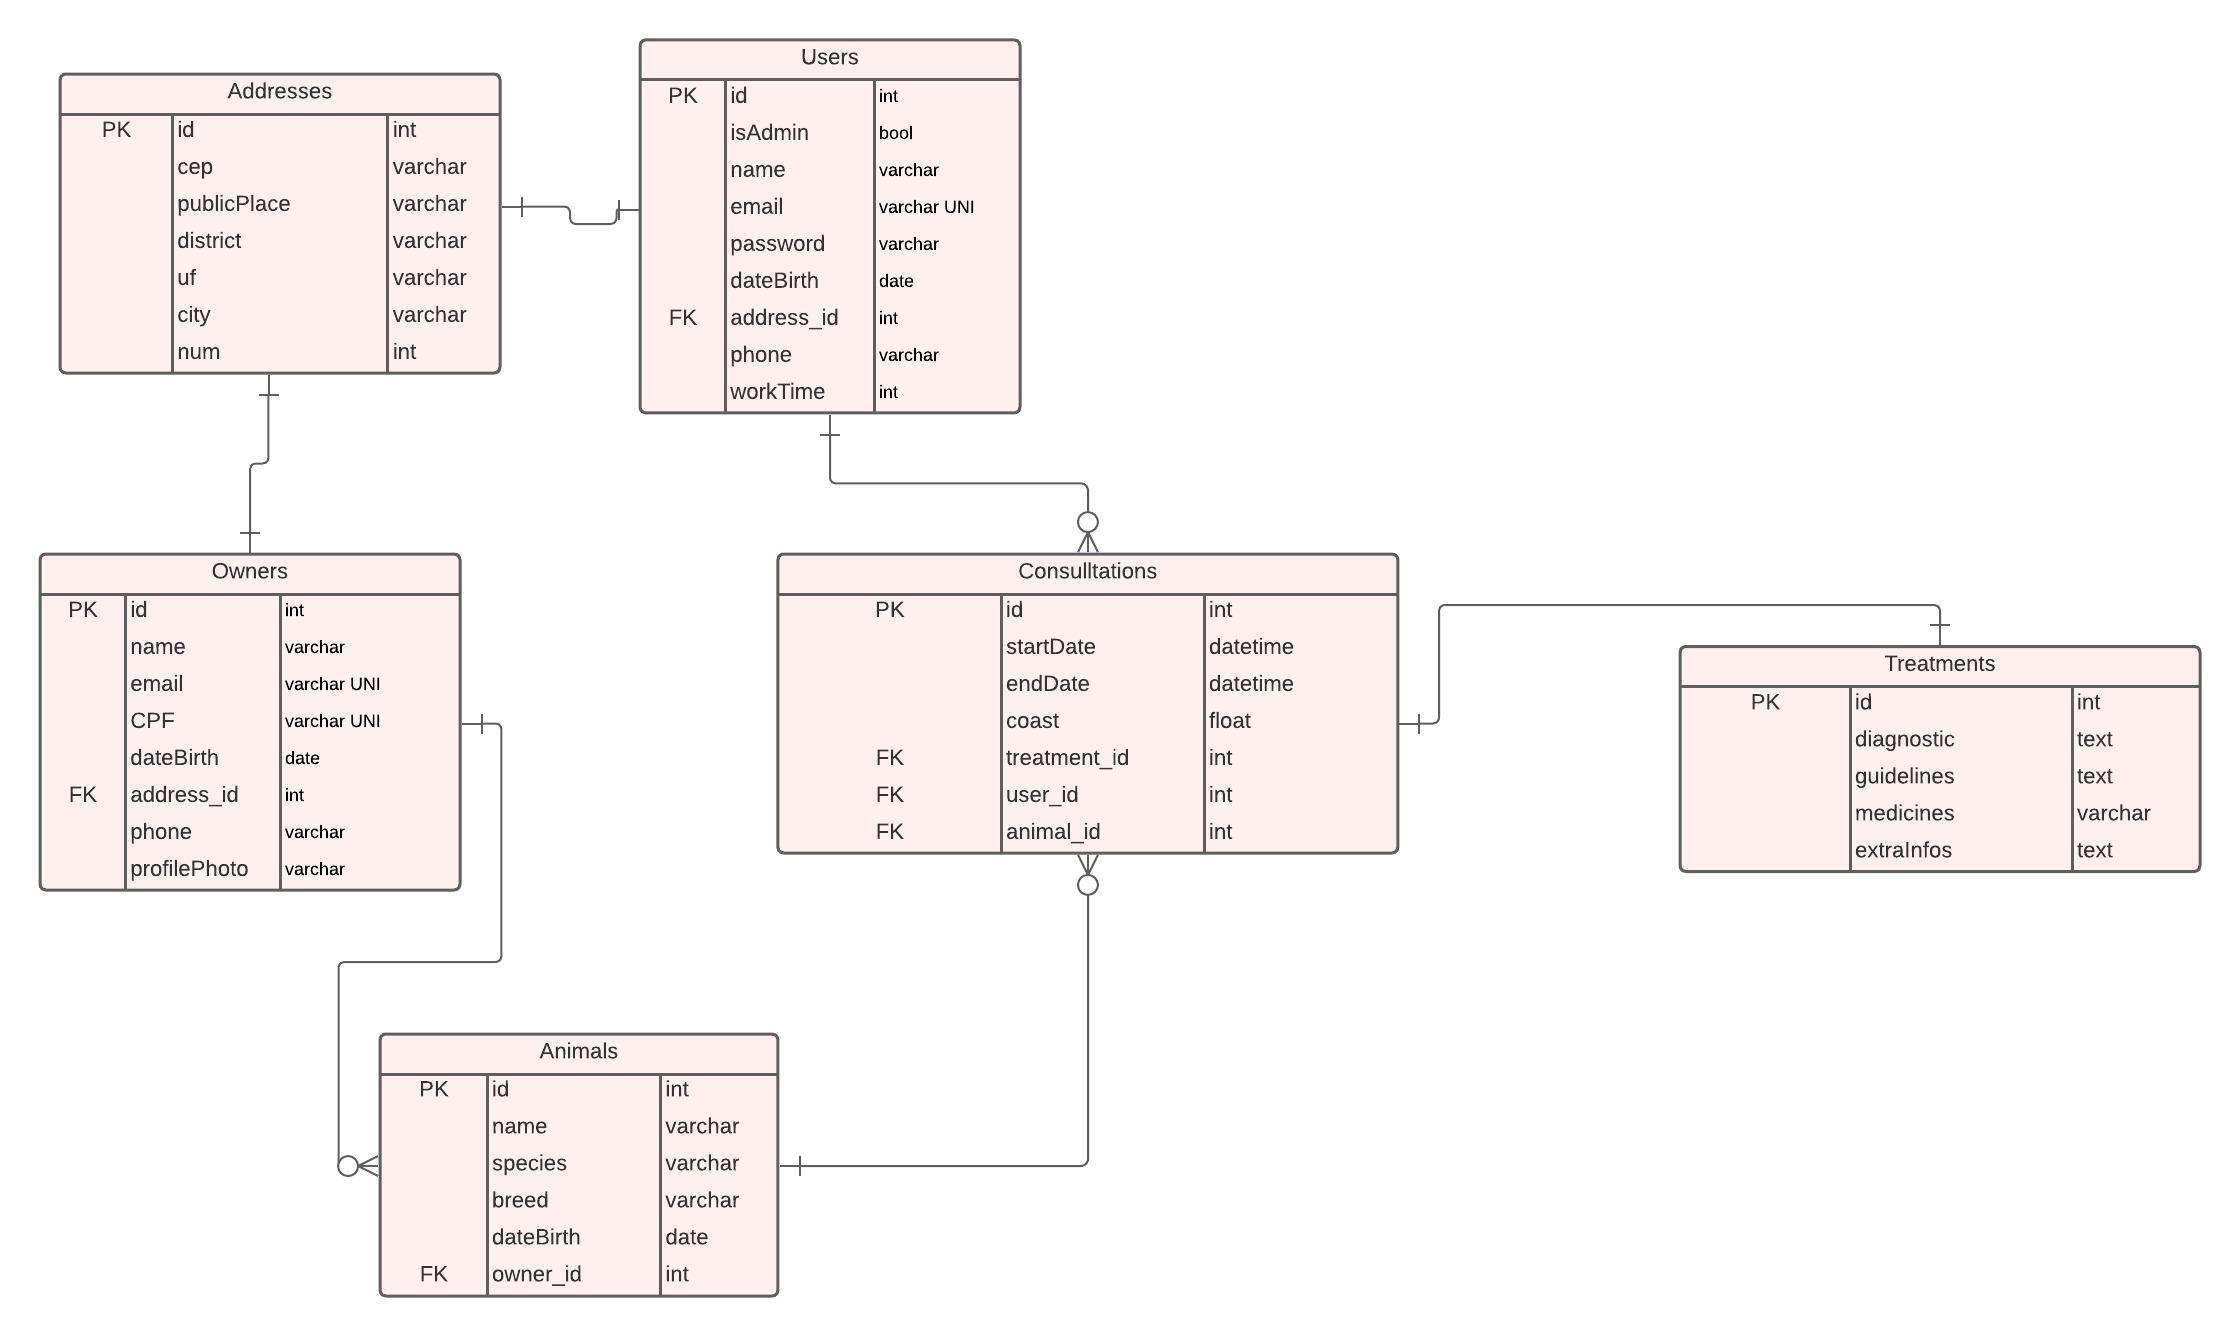 Addresses
PK id int
cep varchar
publicPlace varchar
district varchar
uf varchar
city varchar
num int
Users
PK id int
isAdmin bool
name varchar
email varchar UNI
password varchar
dateBirth date
FK address_id int
phone varchar
workTime int
Owners
PK id int
name varchar
email varchar UNI
CPF varchar UNI
dateBirth date
FK address_id int
phone varchar
profilePhoto varchar
Consulltations
PK id int
startDate datetime
endDate datetime
coast float
FK treatment_id int
FK user_id int
FK animal_id int
Treatments
PK id int
diagnostic text
guidelines text
medicines varchar
extraInfos text
Animals
PK id int
name varchar
species varchar
breed varchar
dateBirth date
FK owner_id int